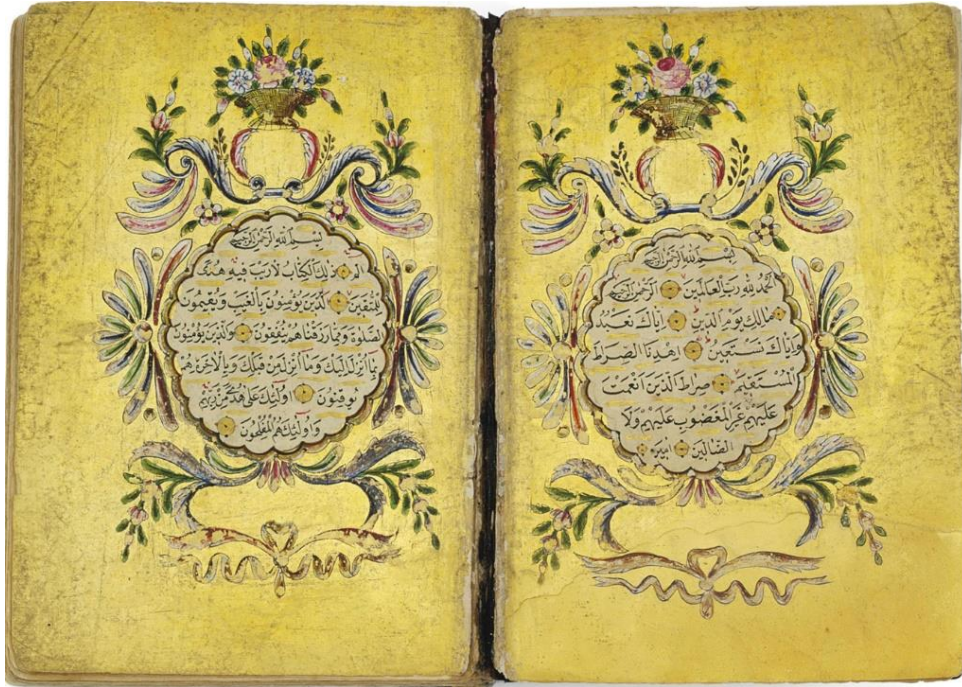 بسم الله الرحمن الرحيم
الحمد لله رب العالمين الرحمن الرحيم
مالك يوم الدين اياك نعبد
واياك نستعين اهدنا الصراط
المستقيم صراط الذين انعمت
عليهم غير المغضوب عليهم ولا
الضالين امين
بسم الله الرحمن الرحيم
الم ذلك الكتاب لا ريب فيه هدى
للمتقين الذين يؤمنون بالغيب ويقيمون
الصلوة ومما رزقناهم ينفقون والذين يؤمنون
بما انزل اليك وما انزل من قبلك وبالاخرة هم
يوقنون اولئك على هدى من ربهم
واولئك هم المفلحون